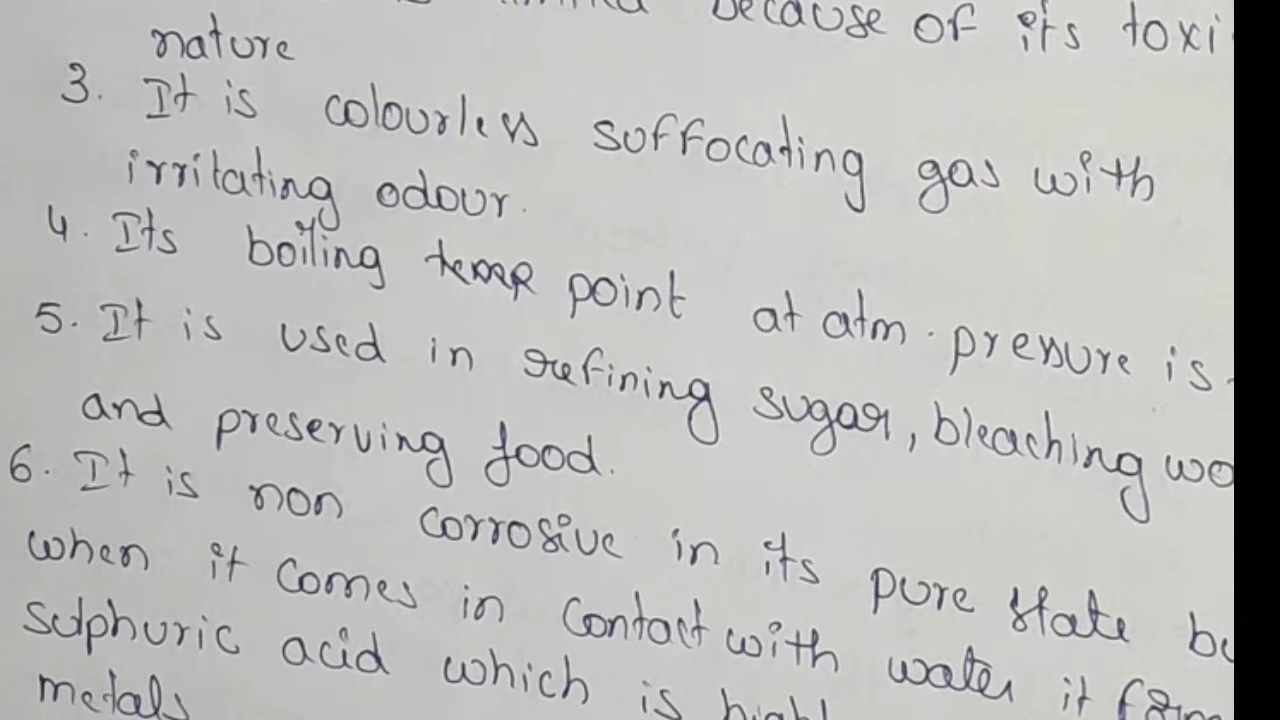 because of its toxi
nature
3. It is colourless suffocating gas with
irritating odour.
4. Its boiling temp point at atm. pressure is
5. It is used in refining sugar, bleaching wo
and preserving food.
6. It is non corrosive in its pure state bu
when it comes in contact with water it form
sulphuric acid which is highl
metals